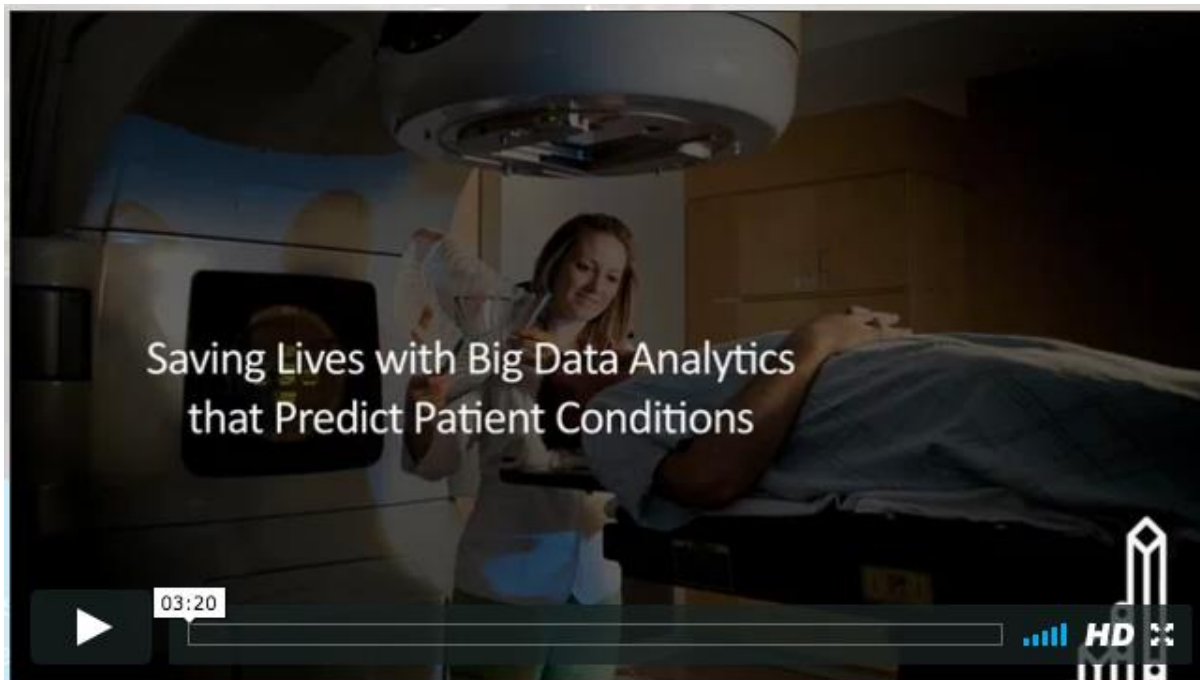 Saving Lives with Big Data Analytics
that Predict Patient Conditions
03:20
HD